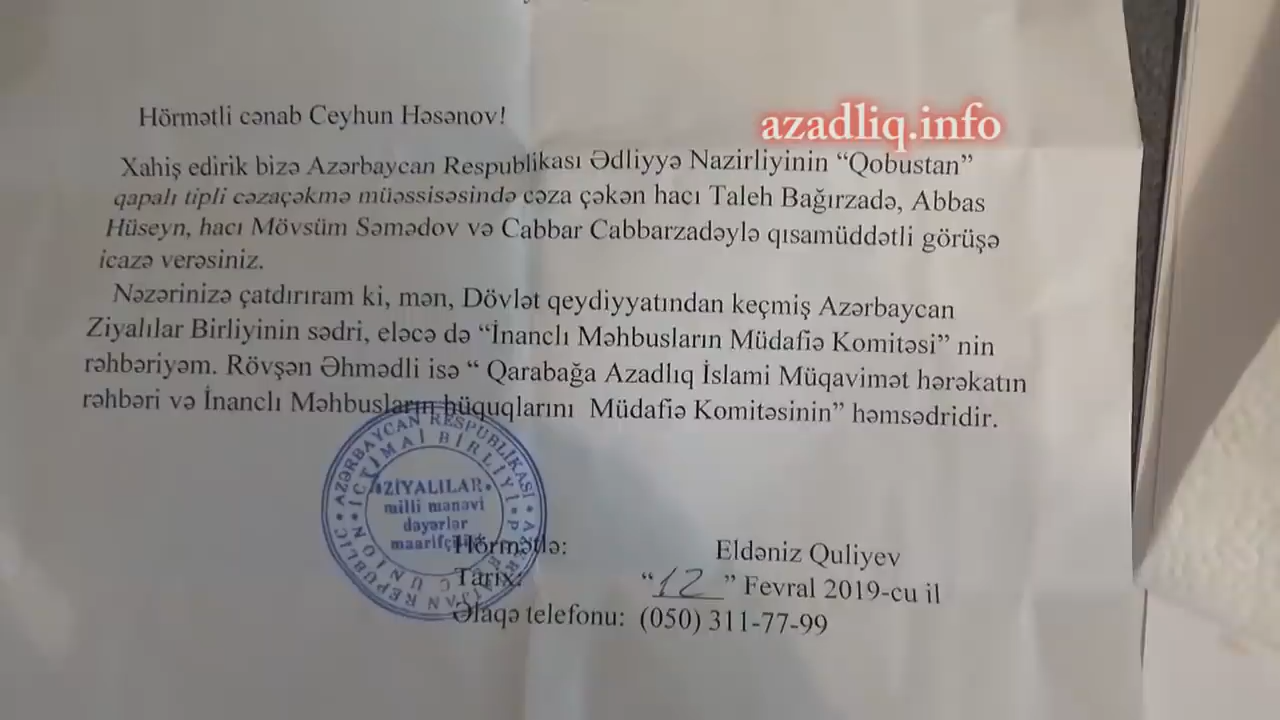 azadliq.info
Hörmətli cənab Ceyhun Həsənov!
Xahiş edirik bizə Azərbaycan Respublikası Ədliyyə Nazirliyinin “Qobustan”
qapalı tipli cəzaçəkmə müəssisəsində cəza çəkən hacı Taleh Bağırzadə, Abbas
Hüseyn, hacı Mövsüm Səmədov və Cabbar Cabbarzadəylə qısamüddətli görüşə
icazə verəsiniz.
Nəzərinizə çatdırıram ki, mən, Dövlət qeydiyyatından keçmiş Azərbaycan
Ziyalılar Birliyinin sədri, eləcə də “İnanclı Məhbusların Müdafiə Komitəsi” nin
rəhbəriyəm. Rövşən Əhmədli isə “ Qarabağa Azadlıq İslami Müqavimət hərəkatın
rəhbəri və İnanclı Məhbusların hüquqlarını Müdafiə Komitəsinin” həmsədridir.
AZƏRBAYCAN RESPUBLIKASI
İCTİMAİ BİRLİYİ
ZİYALILAR
milli mənəvi
dəyərlər
REPUBLIC
UNION
Hörmətlə: Eldəniz Quliyev
Tarix: “12” Fevral 2019-cu il
Əlaqə telefonu: (050) 311-77-99